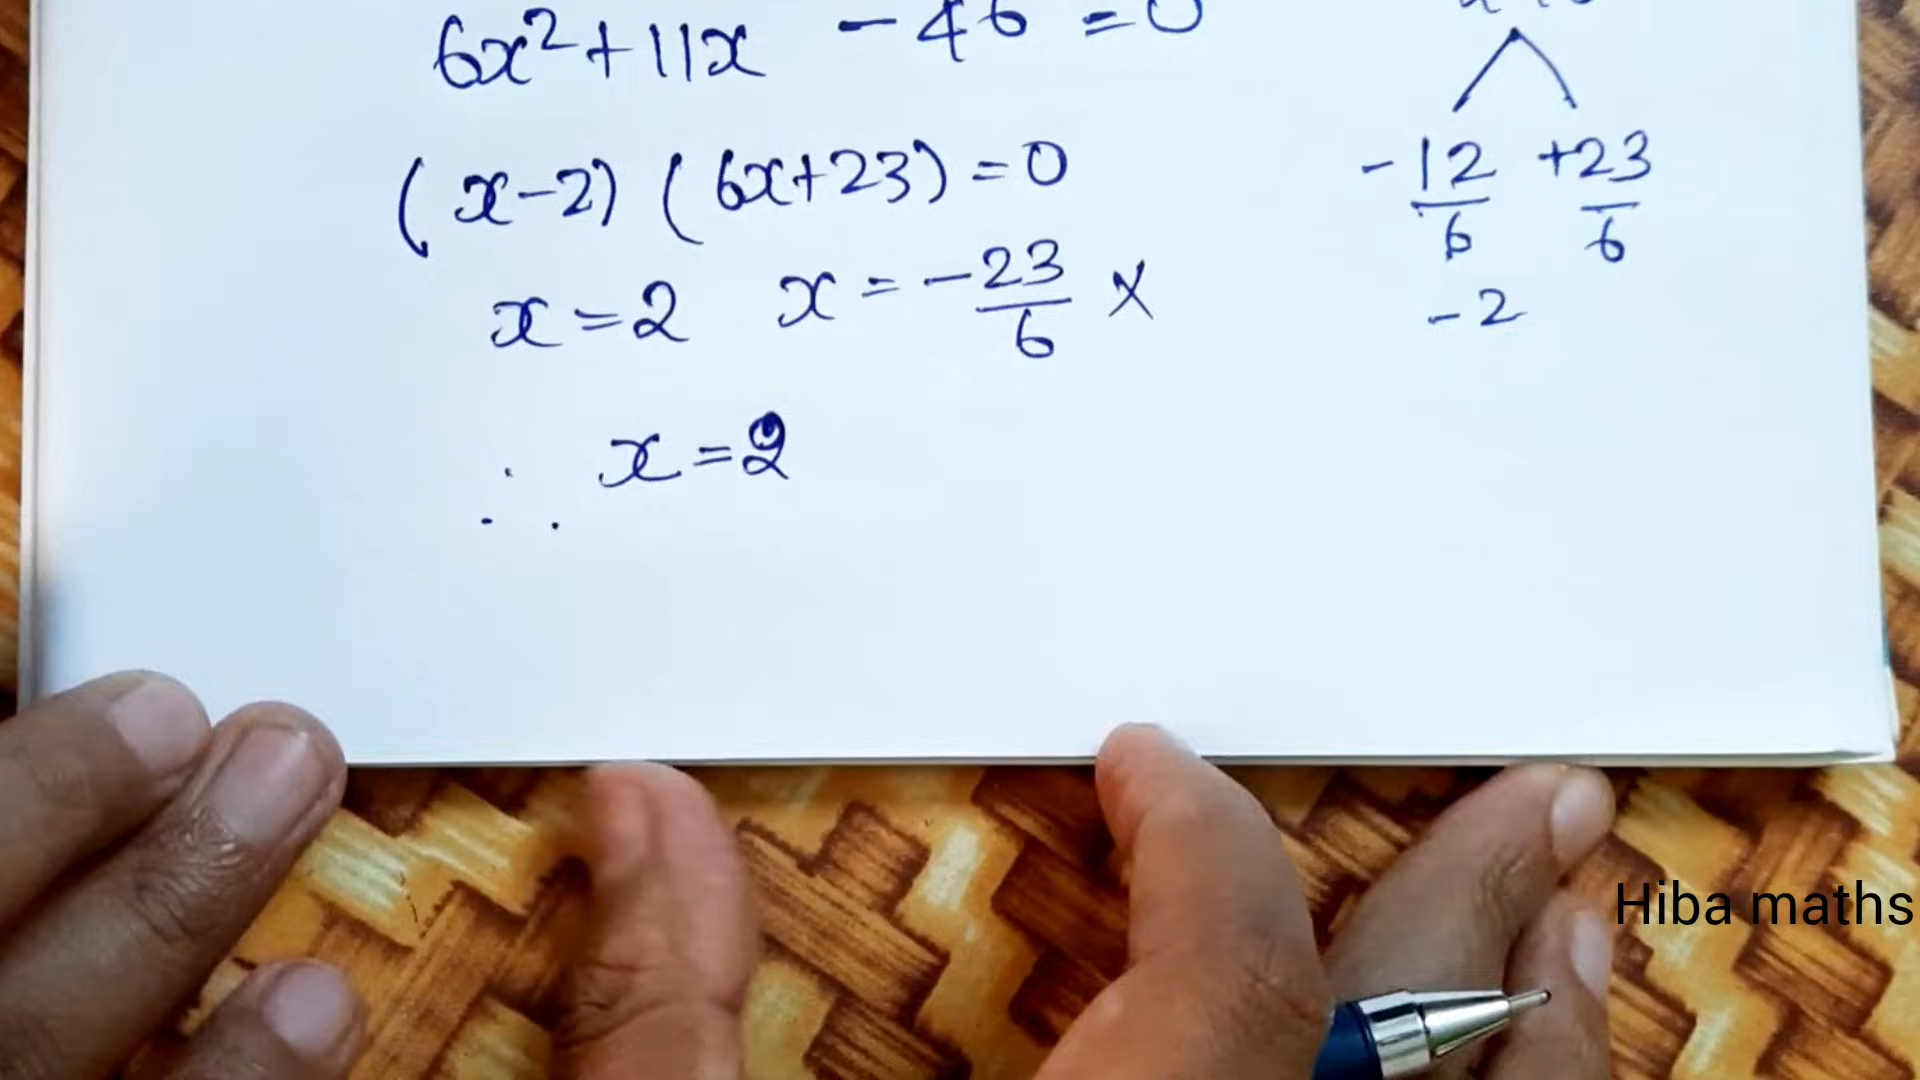 6x²+11x - 46 = 0
(x-2) (6x+23) = 0
x = 2 x = -23/6 ×
∴ x = 2
-12/6 +23/6
-2
Hiba maths